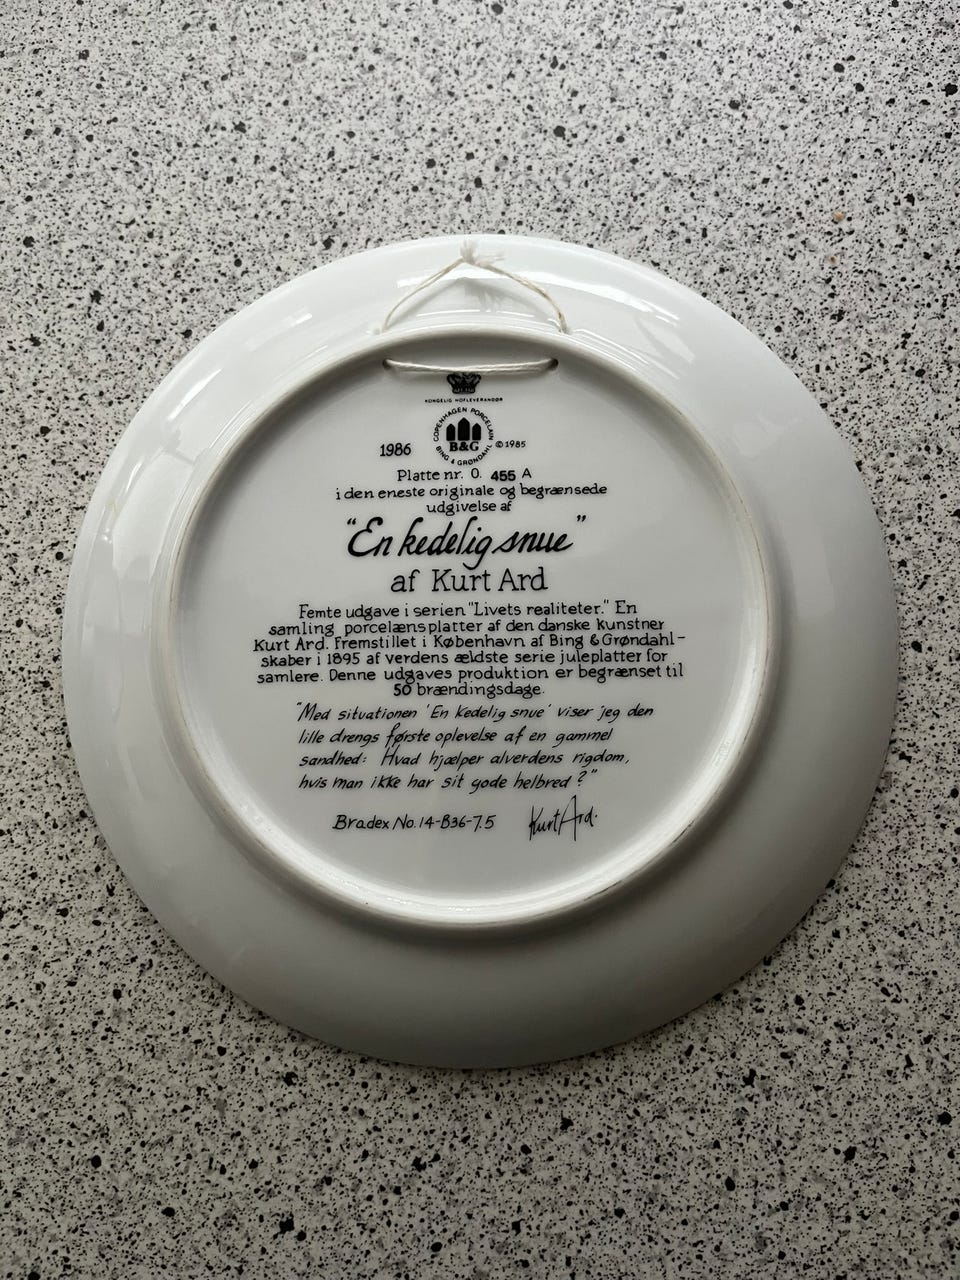 KONGELIG HOFLEVERANDØR
COPENHAGEN PORCELAIN
B&G
BING & GRØNDAHL
1986
©1985
Platte nr. 0. 455 A
i den eneste originale og begrænsede
udgivelse af
"En kedelig snue"
af Kurt Ard
Femte udgave i serien "Livets realiteter." En
samling porcelænsplatter af den danske kunstner
Kurt Ard. Fremstillet i København af Bing & Grøndahl-
skaber i 1895 af verdens ældste serie juleplatter for
samlere. Denne udgaves produktion er begrænset til
50 brændingsdage.
"Med situationen 'En kedelig snue' viser jeg den
lille drengs første oplevelse af en gammel
sandhed: Hvad hjælper alverdens rigdom,
hvis man ikke har sit gode helbred?"
Bradex No. 14-B36-7.5 Kurt Ard.